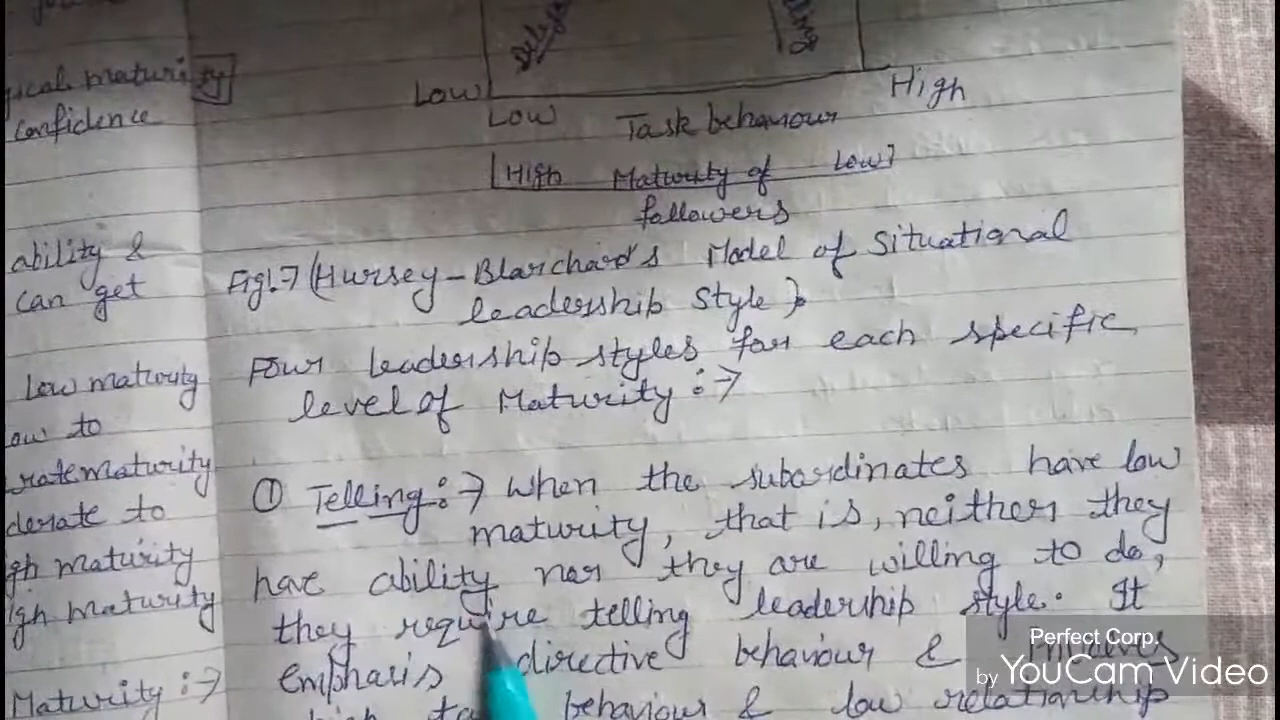 maturity
confidence
ability &
can get
Low maturity
to
maturity
to
maturity
maturity
Maturity :→
Low
High
Low Task behaviour
[High Maturity of Low]
followers
Fig:→ (Hursey-Blarchard's Model of Situational
leadership Style)
Four leadership styles for each specific
level of Maturity :→
① Telling :→ When the subordinates have low
maturity, that is, neither they
have ability nor they are willing to do,
they require telling leadership style. It
emphasis directive behaviour &
behaviour & low relationship
Perfect Corp.
by YouCam Video